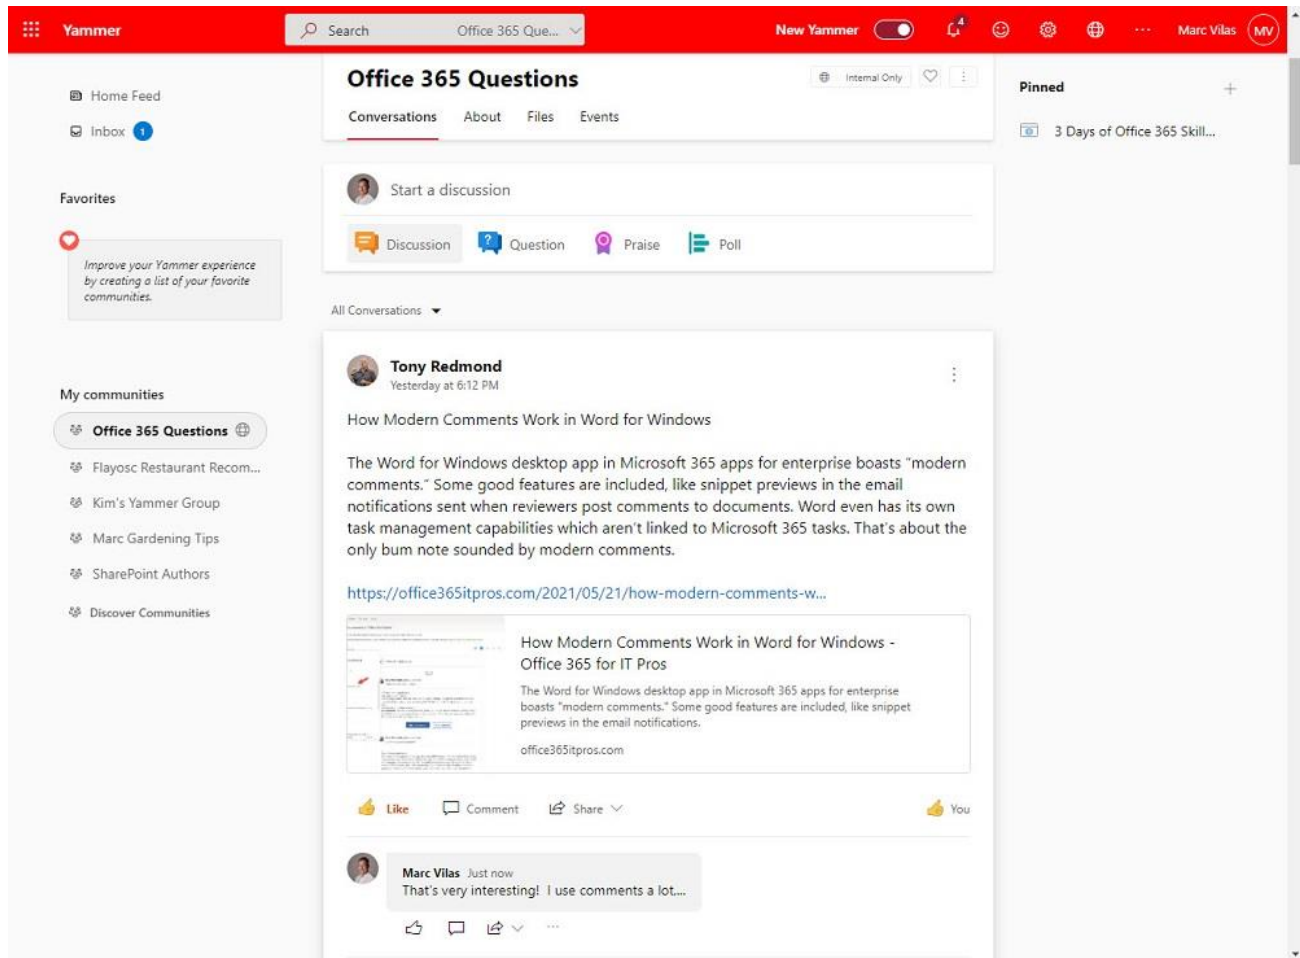 Yammer
Search Office 365 Que...
New Yammer
4
Marc Vilas
MV
Home Feed
Inbox 1
Favorites
Improve your Yammer experience
by creating a list of your favorite
communities.
My communities
Office 365 Questions
Flayosc Restaurant Recom...
Kim's Yammer Group
Marc Gardening Tips
SharePoint Authors
Discover Communities
Office 365 Questions
Internal Only
Conversations About Files Events
Start a discussion
Discussion Question Praise Poll
All Conversations
Tony Redmond
Yesterday at 6:12 PM
How Modern Comments Work in Word for Windows
The Word for Windows desktop app in Microsoft 365 apps for enterprise boasts "modern
comments." Some good features are included, like snippet previews in the email
notifications sent when reviewers post comments to documents. Word even has its own
task management capabilities which aren't linked to Microsoft 365 tasks. That's about the
only bum note sounded by modern comments.
https://office365itpros.com/2021/05/21/how-modern-comments-w...
How Modern Comments Work in Word for Windows -
Office 365 for IT Pros
The Word for Windows desktop app in Microsoft 365 apps for enterprise
boasts "modern comments." Some good features are included, like snippet
previews in the email notifications.
office365itpros.com
Like Comment Share You
Marc Vilas Just now
That's very interesting! I use comments a lot....
Pinned
3 Days of Office 365 Skill...